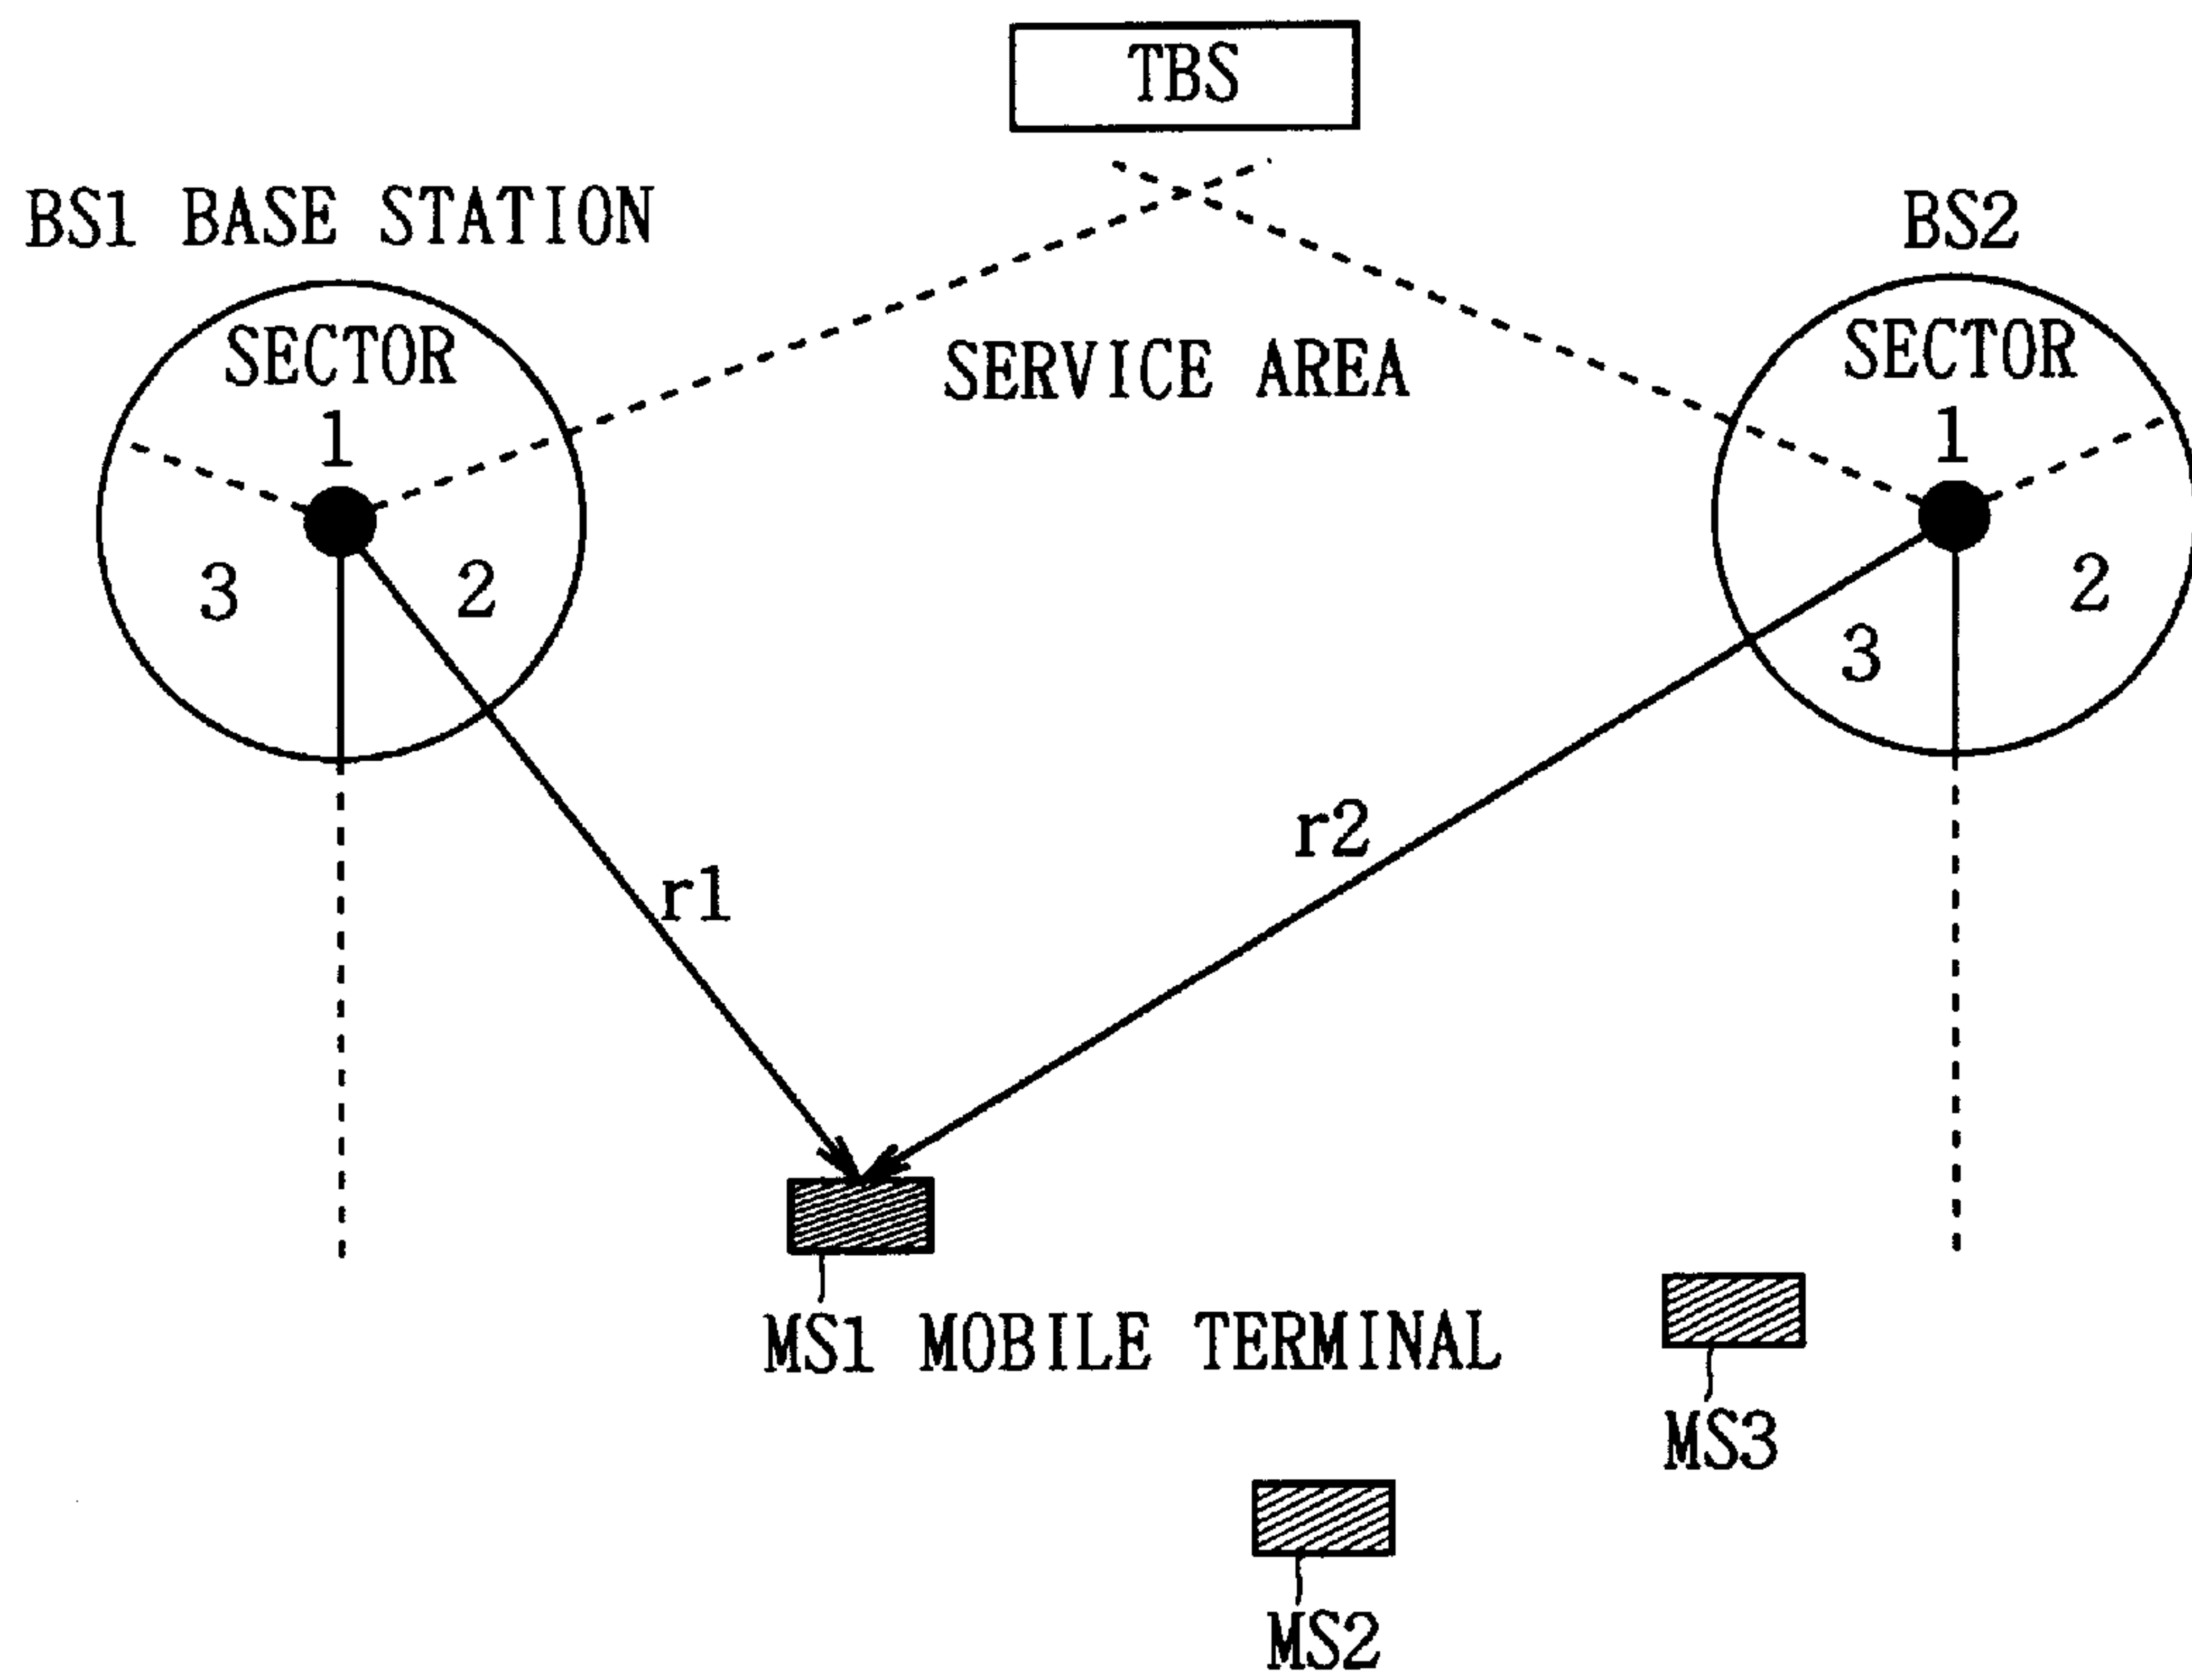 TBS
BS1 BASE STATION
BS2
SECTOR
1
2
3
SERVICE AREA
SECTOR
1
2
3
r1
r2
MS1 MOBILE TERMINAL
MS3
MS2